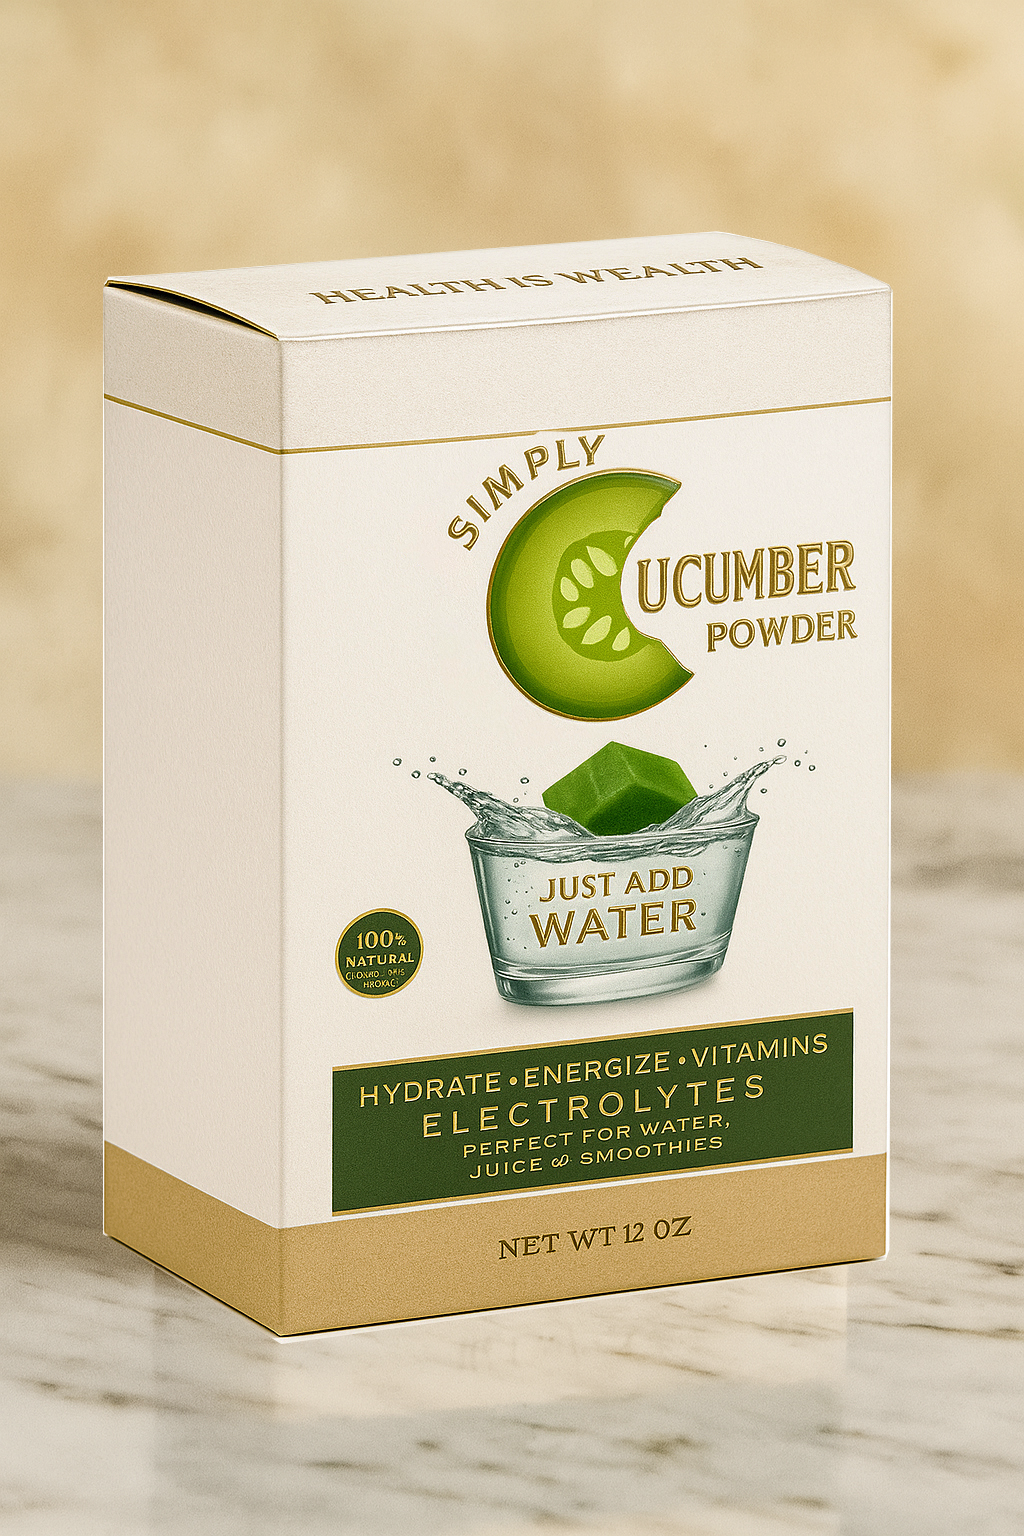 HEALTH IS WEALTH
SIMPLY
CUCUMBER
POWDER
JUST ADD
WATER
100%
NATURAL
HYDRATE • ENERGIZE • VITAMINS
ELECTROLYTES
PERFECT FOR WATER,
JUICE & SMOOTHIES
NET WT 12 OZ